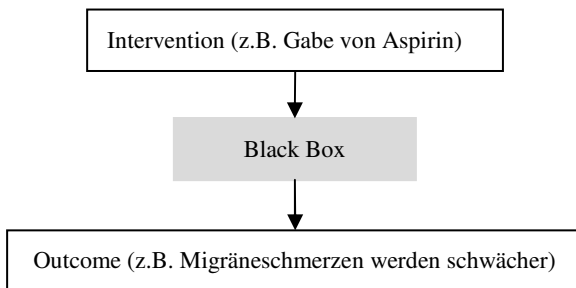 Intervention (z.B. Gabe von Aspirin)
Black Box
Outcome (z.B. Migräneschmerzen werden schwächer)